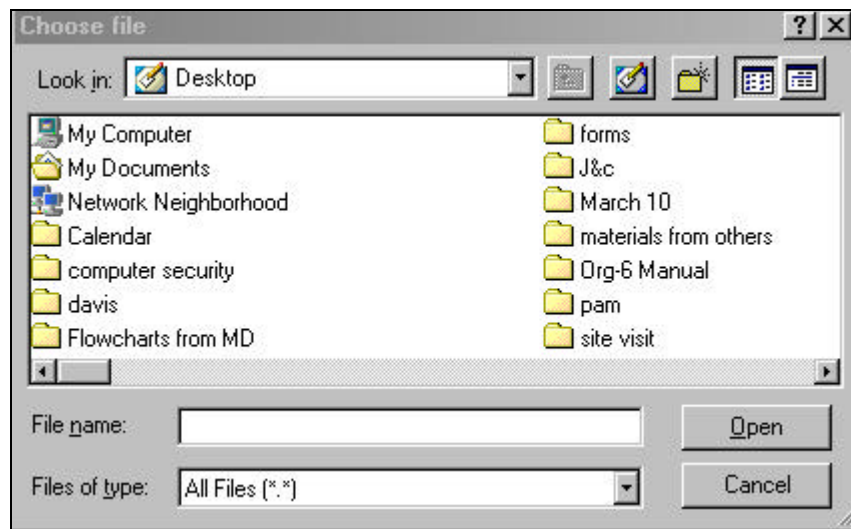 Choose file
Look in: Desktop
My Computer
My Documents
Network Neighborhood
Calendar
computer security
davis
Flowcharts from MD
forms
J&c
March 10
materials from others
Org-6 Manual
pam
site visit
File name:
Open
Files of type: All Files (*.*)
Cancel